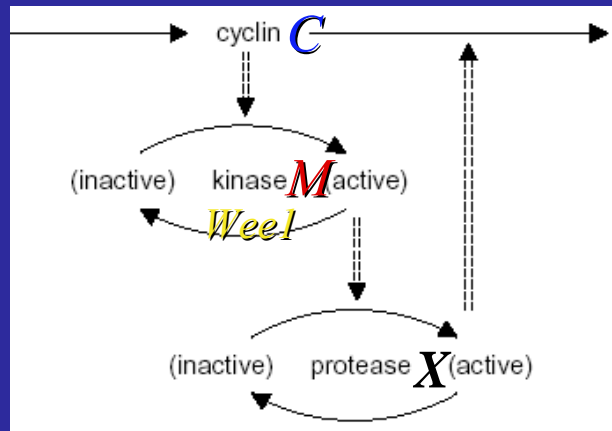 cyclin C
(inactive) kinase M (active)
Wee1
(inactive) protease X (active)